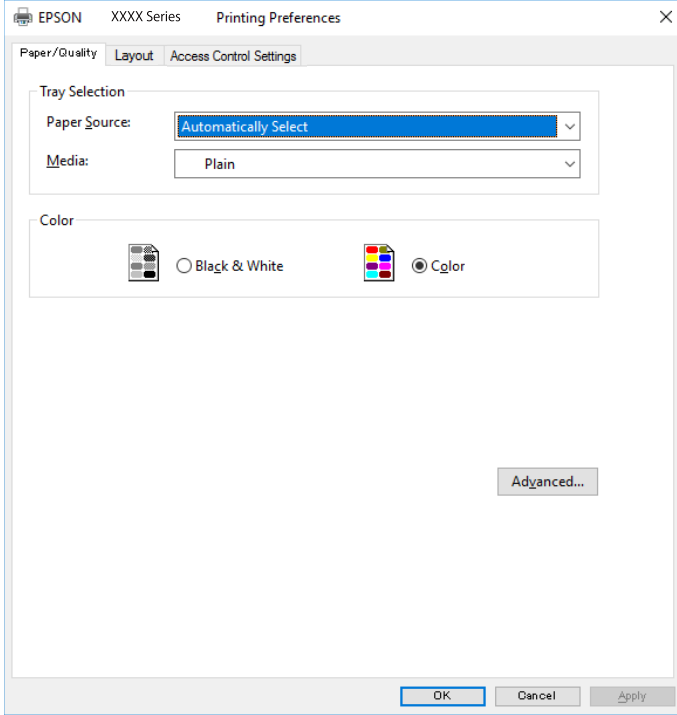 EPSON XXXX Series Printing Preferences
Paper/Quality Layout Access Control Settings
Tray Selection
Paper Source: Automatically Select
Media: Plain
Color
Black & White Color
Advanced...
OK Cancel Apply